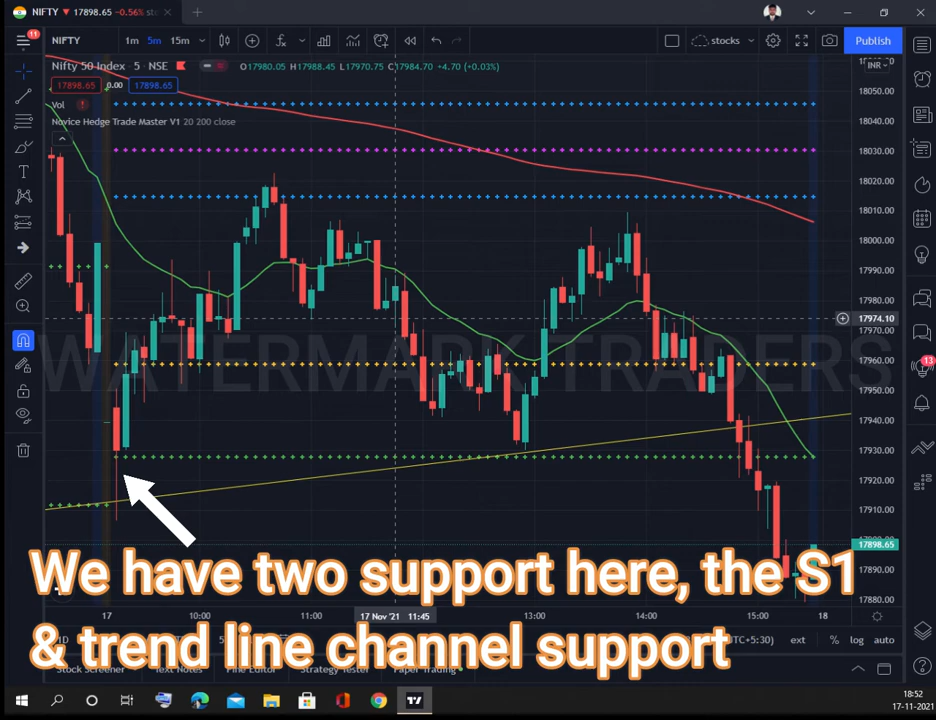 NIFTY ▼ 17898.65 −0.56%
11
NIFTY 1m 5m 15m stocks Publish
Nifty 50 Index · 5 · NSE O17980.05 H17988.45 L17970.75 C17984.70 +4.70 (+0.03%)
INR
17898.65 0.00 17898.65
Vol
Novice Hedge Trade Master V1 20 200 close
18050.00
18040.00
18030.00
18020.00
18010.00
18000.00
17990.00
17980.00
17974.10
17970.00
17960.00
17950.00
17940.00
17930.00
17920.00
17910.00
17898.65
17890.00
17880.00
13
WATERMARK TRADERS
We have two support here, the S1
& trend line channel support
17 10:00 11:00 17 Nov '21 11:45 13:00 14:00 15:00 18
(UTC+5:30) ext % log auto
Stock Screener Text Notes Pine Editor Strategy Tester Paper Trading
18:52
17-11-2021